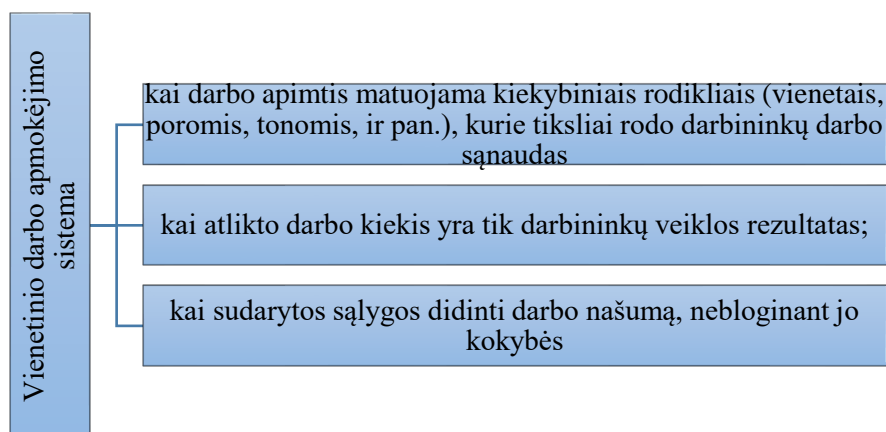 Vienetinio darbo apmokėjimo
sistema
kai darbo apimtis matuojama kiekybiniais rodikliais (vienetais,
poromis, tonomis, ir pan.), kurie tiksliai rodo darbininkų darbo
sąnaudas
kai atlikto darbo kiekis yra tik darbininkų veiklos rezultatas;
kai sudarytos sąlygos didinti darbo našumą, nebloginant jo
kokybės